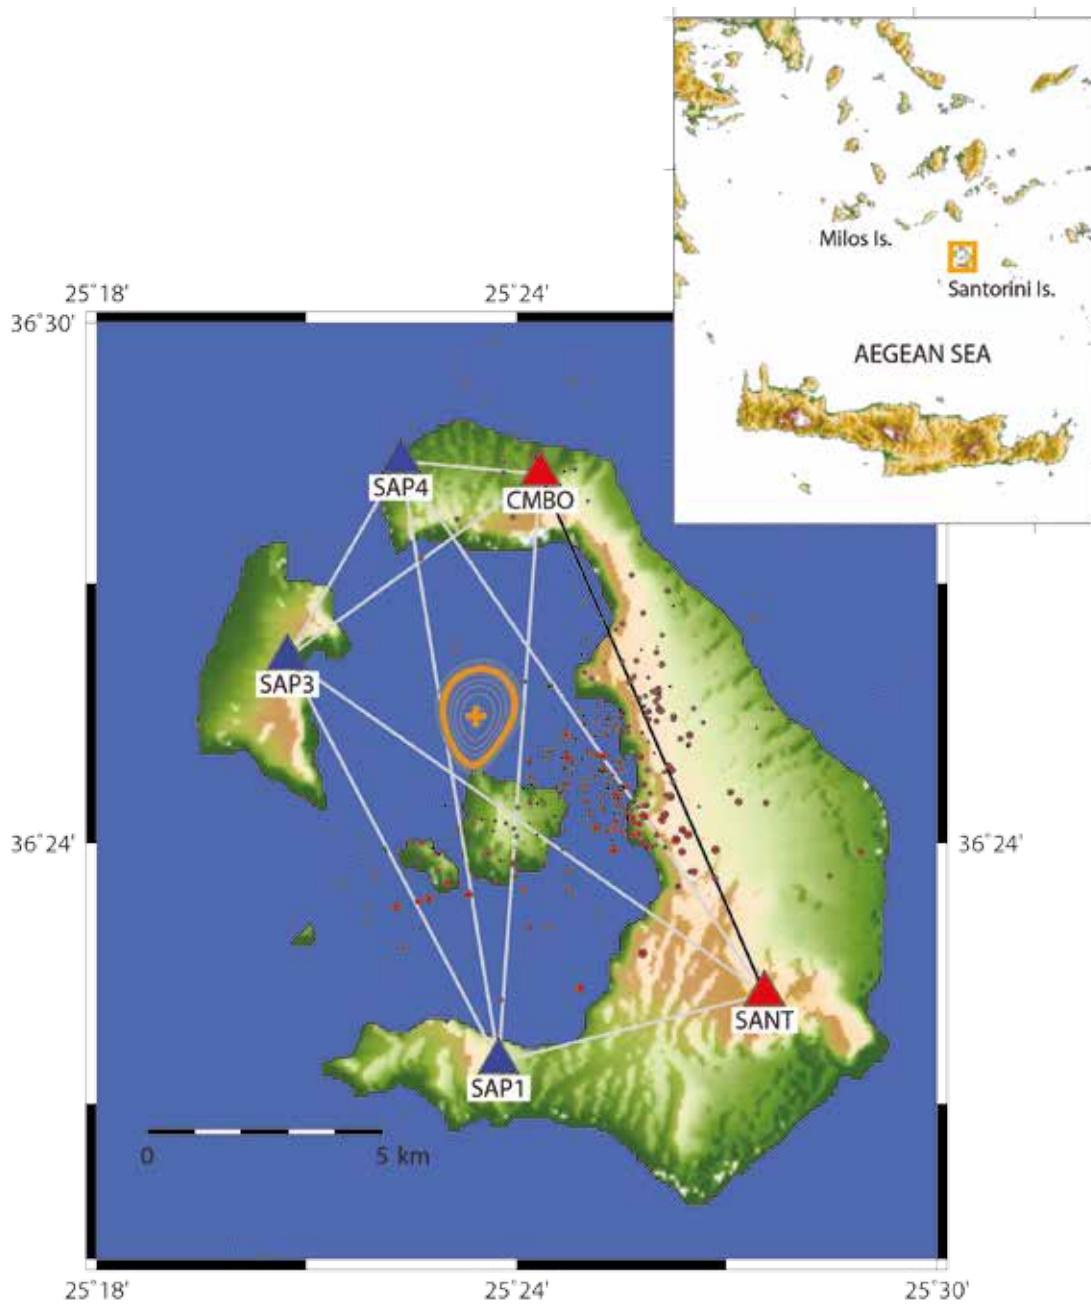 Milos Is.
Santorini Is.
AEGEAN SEA
25°18' 25°24'
36°30'
SAP4 CMBO
SAP3
36°24' 36°24'
SANT
SAP1
0 5 km
25°18' 25°24' 25°30'